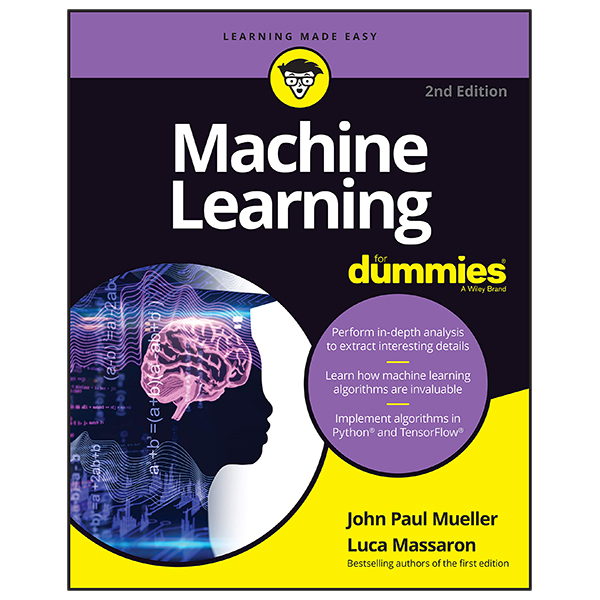 LEARNING MADE EASY
2nd Edition
Machine
Learning
for
dummies®
A Wiley Brand
Perform in-depth analysis
to extract interesting details
Learn how machine learning
algorithms are invaluable
Implement algorithms in
Python® and TensorFlow®
John Paul Mueller
Luca Massaron
Bestselling authors of the first edition